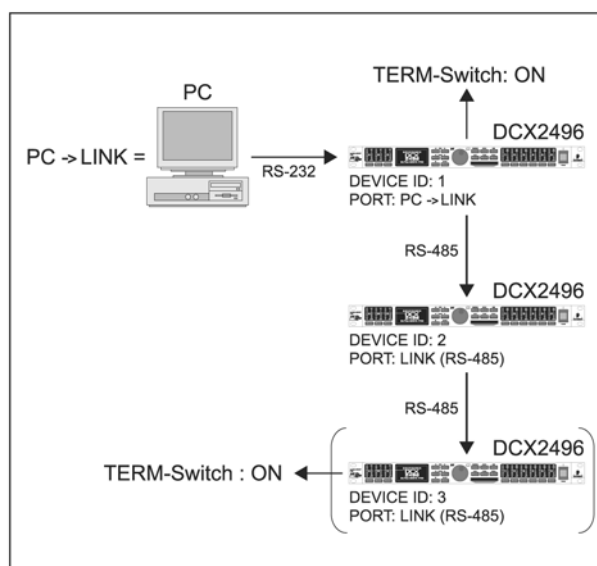 TERM-Switch: ON
PC
DCX2496
PC ->LINK =
RS-232
DEVICE ID: 1
PORT: PC ->LINK
RS-485
DCX2496
DEVICE ID: 2
PORT: LINK (RS-485)
RS-485
DCX2496
TERM-Switch : ON
DEVICE ID: 3
PORT: LINK (RS-485)